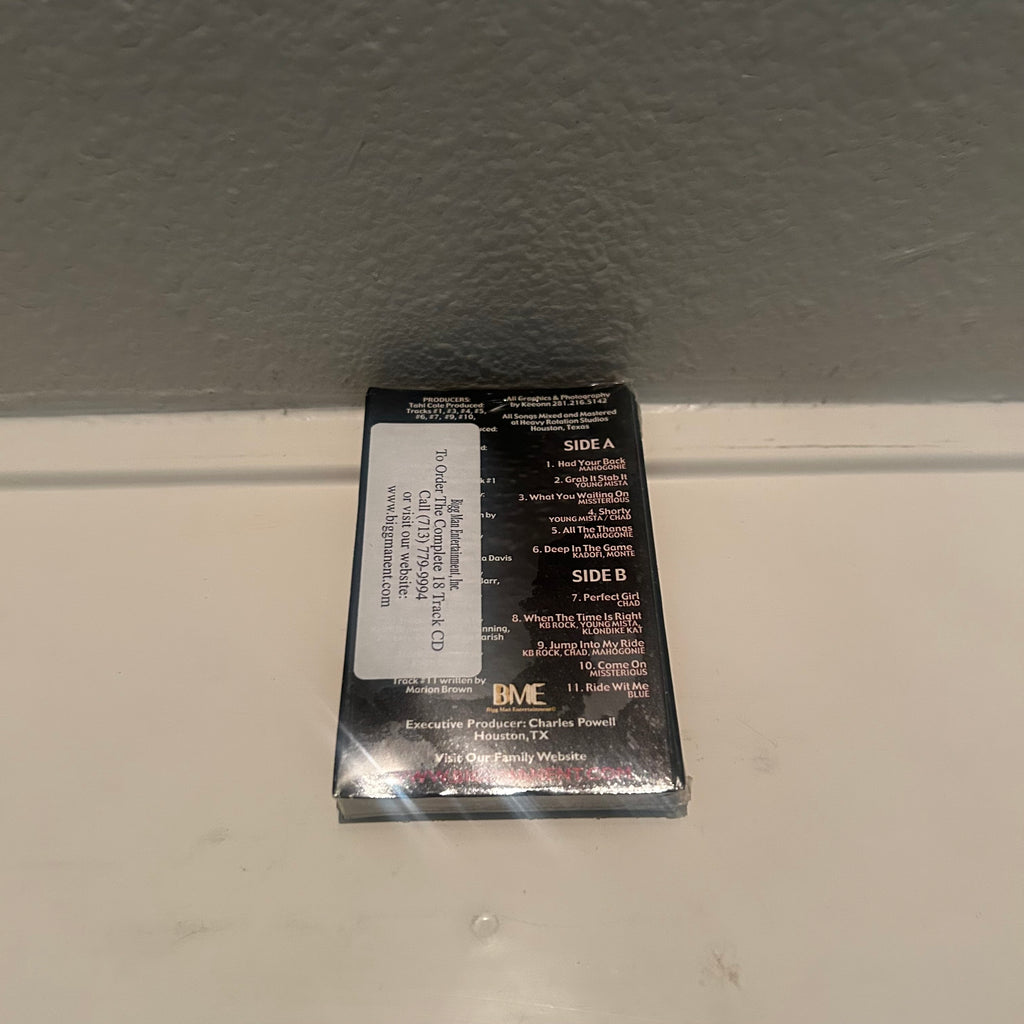 PRODUCERS:
Tahl Cole Produced:
Tracks #1, #3, #4, #5,
#6, #7, #9, #10,
All Graphics & Photography
by Keeonn 281.216.5142
All Songs Mixed and Mastered
at Heavy Rotation Studios
Houston, Texas
SIDE A
1. Had Your Back
MAHOGONIE
2. Grab It Stab It
YOUNG MISTA
3. What You Waiting On
MISSTERIOUS
4. Shorty
YOUNG MISTA / CHAD
5. All The Thangs
MAHOGONIE
6. Deep In The Game
KADOFI, MONTE
SIDE B
7. Perfect Girl
CHAD
8. When The Time Is Right
KB ROCK, YOUNG MISTA,
KLONDIKE KAT
9. Jump Into My Ride
KB ROCK, CHAD, MAHOGONIE
10. Come On
MISSTERIOUS
11. Ride Wit Me
BLUE
Bigg Man Entertainment, Inc.
To Order The Complete 18 Track CD
Call (713) 779-9994
or visit our website:
www.biggmanent.com
#1
Davis
Track #11 written by
Marion Brown
BME
Bigg Man Entertainment
Executive Producer: Charles Powell
Houston, TX
Visit Our Family Website